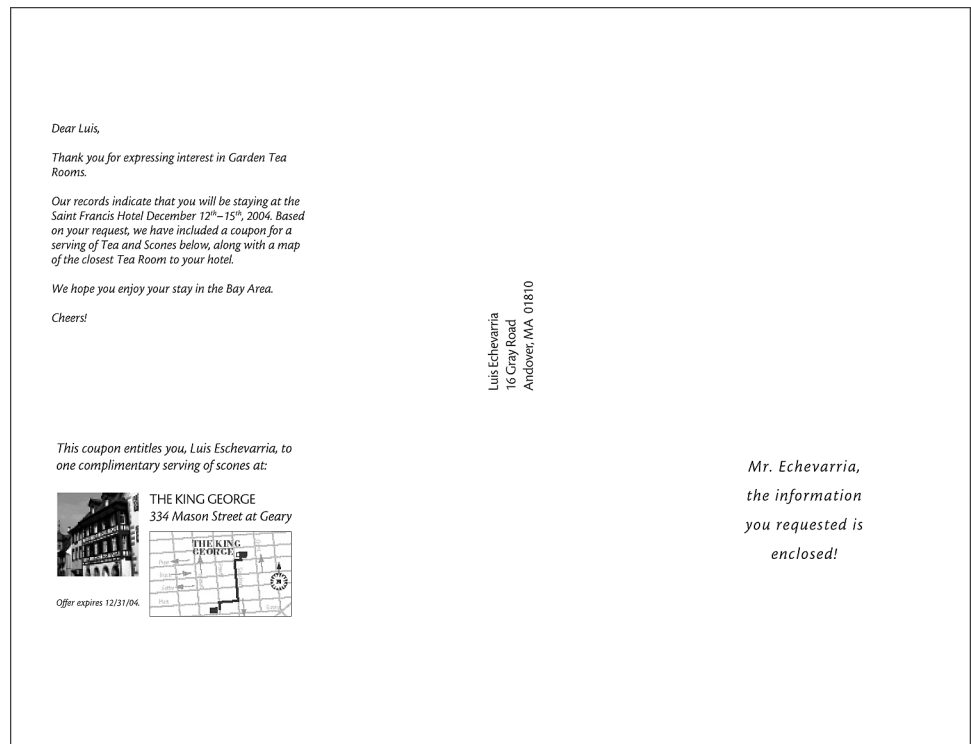 Dear Luis,
Thank you for expressing interest in Garden Tea
Rooms.
Our records indicate that you will be staying at the
Saint Francis Hotel December 12th–15th, 2004. Based
on your request, we have included a coupon for a
serving of Tea and Scones below, along with a map
of the closest Tea Room to your hotel.
We hope you enjoy your stay in the Bay Area.
Cheers!
This coupon entitles you, Luis Eschevarria, to
one complimentary serving of scones at:
THE KING GEORGE
334 Mason Street at Geary
THE KING
GEORGE
Post
Offer expires 12/31/04.
Luis Echevarria
16 Gray Road
Andover, MA 01810
Mr. Echevarria,
the information
you requested is
enclosed!